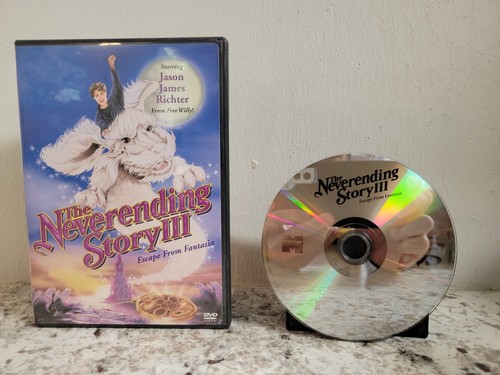 Starring
Jason
James
Richter
From Free Willy!
The
Neverending
Story III
Escape From Fantasia
DVD
The
Neverending
Story III
Escape From Fantasia